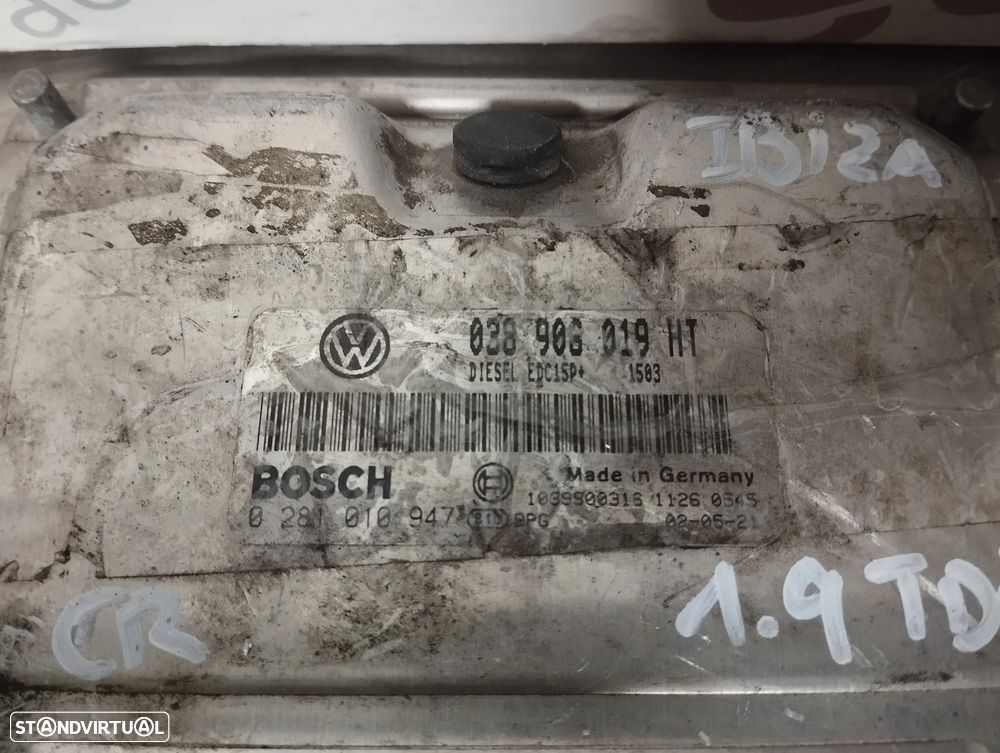 IBIZA
038 906 019 HT
DIESEL EDC15P+ 1503
BOSCH
Made in Germany
1039S00316 1126 0545
0 281 010 947 BPG 02-05-21
CR
1.9 TD
STANDVIRTUAL